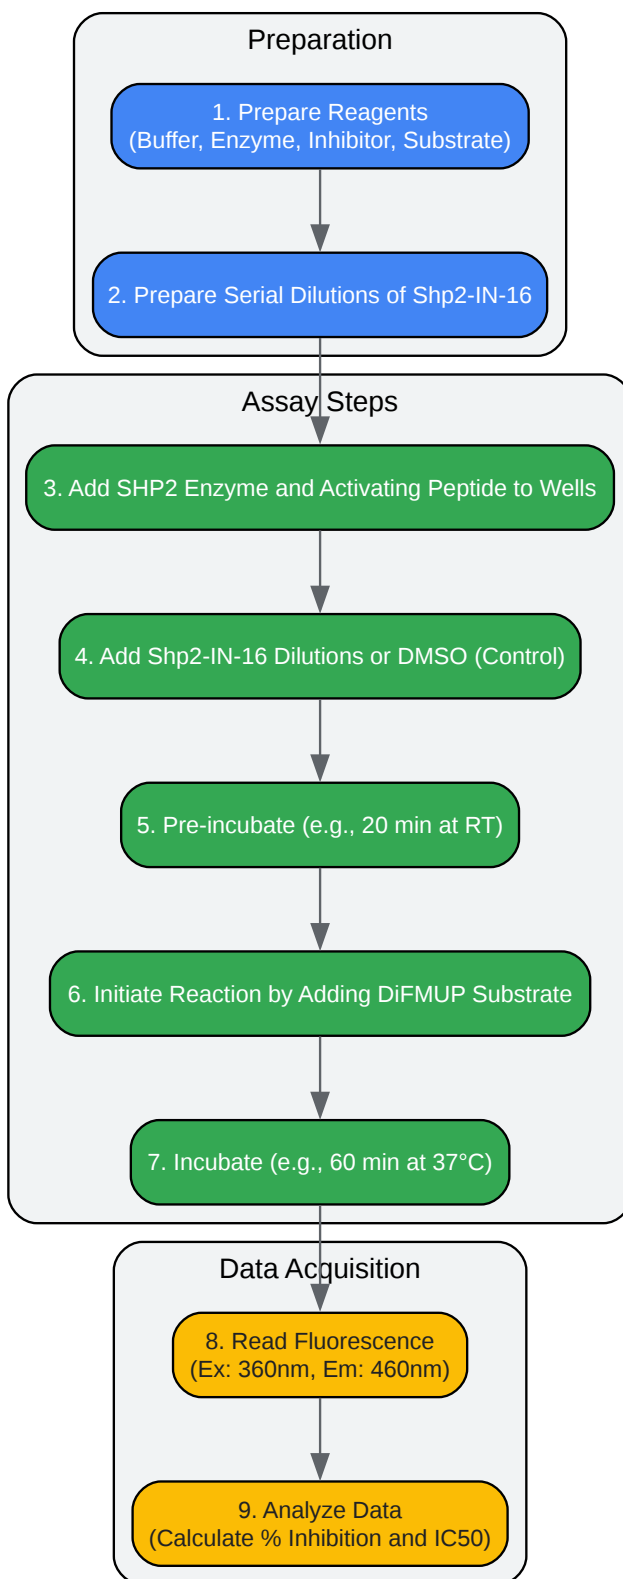 Preparation
1. Prepare Reagents
(Buffer, Enzyme, Inhibitor, Substrate)
2. Prepare Serial Dilutions of Shp2-IN-16
Assay Steps
3. Add SHP2 Enzyme and Activating Peptide to Wells
4. Add Shp2-IN-16 Dilutions or DMSO (Control)
5. Pre-incubate (e.g., 20 min at RT)
6. Initiate Reaction by Adding DiFMUP Substrate
7. Incubate (e.g., 60 min at 37°C)
Data Acquisition
8. Read Fluorescence
(Ex: 360nm, Em: 460nm)
9. Analyze Data
(Calculate % Inhibition and IC50)